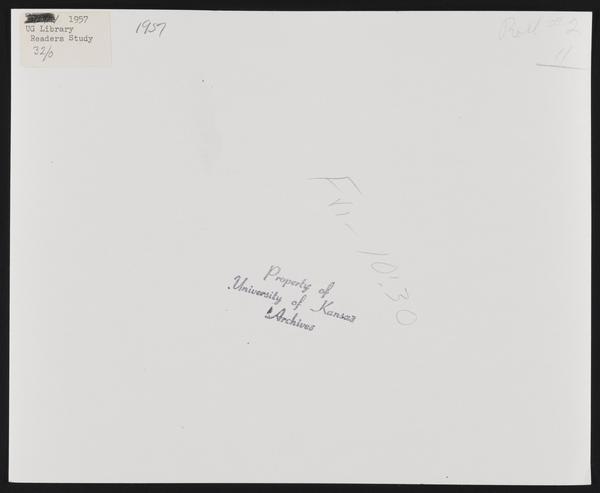 1957
UG Library
Readers Study
32/0
1957
Roll #2
11
Fri - 10:30
Property of
University of Kansas
Archives